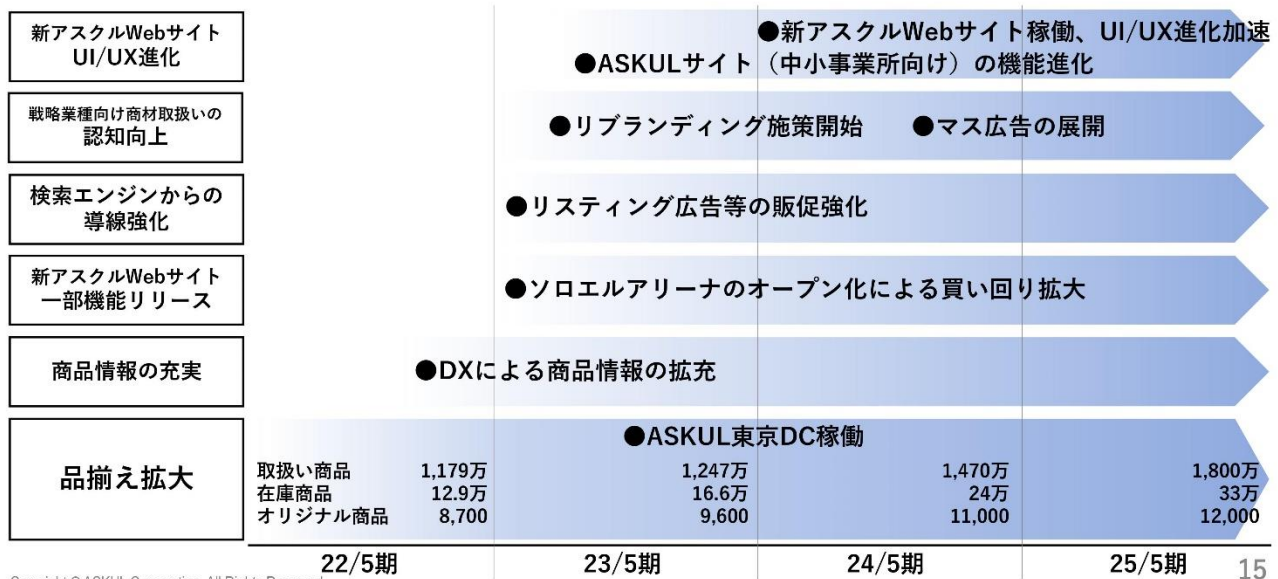 新アスクルWebサイト
UI/UX進化
●新アスクルWebサイト稼働、UI/UX進化加速
●ASKULサイト（中小事業所向け）の機能進化
戦略業種向け商材取扱いの
認知向上
●リブランディング施策開始
●マス広告の展開
検索エンジンからの
導線強化
●リスティング広告等の販促強化
新アスクルWebサイト
一部機能リリース
●ソロエルアリーナのオープン化による買い回り拡大
商品情報の充実
●DXによる商品情報の拡充
品揃え拡大
●ASKUL東京DC稼働
取扱い商品 1,179万 1,247万 1,470万 1,800万
在庫商品 12.9万 16.6万 24万 33万
オリジナル商品 8,700 9,600 11,000 12,000
22/5期 23/5期 24/5期 25/5期
15